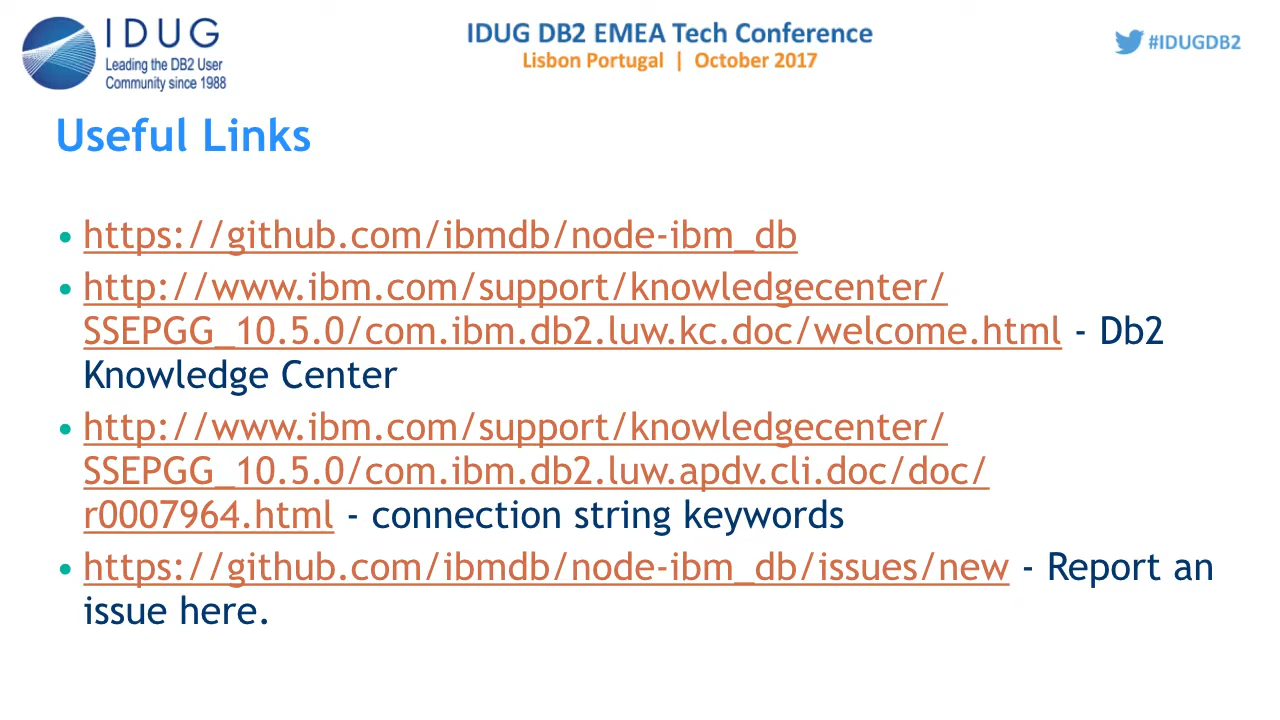 IDUG
Leading the DB2 User
Community since 1988
IDUG DB2 EMEA Tech Conference
Lisbon Portugal | October 2017
#IDUGDB2
Useful Links
• https://github.com/ibmdb/node-ibm_db
• http://www.ibm.com/support/knowledgecenter/
SSEPGG_10.5.0/com.ibm.db2.luw.kc.doc/welcome.html - Db2
Knowledge Center
• http://www.ibm.com/support/knowledgecenter/
SSEPGG_10.5.0/com.ibm.db2.luw.apdv.cli.doc/doc/
r0007964.html - connection string keywords
• https://github.com/ibmdb/node-ibm_db/issues/new - Report an
issue here.